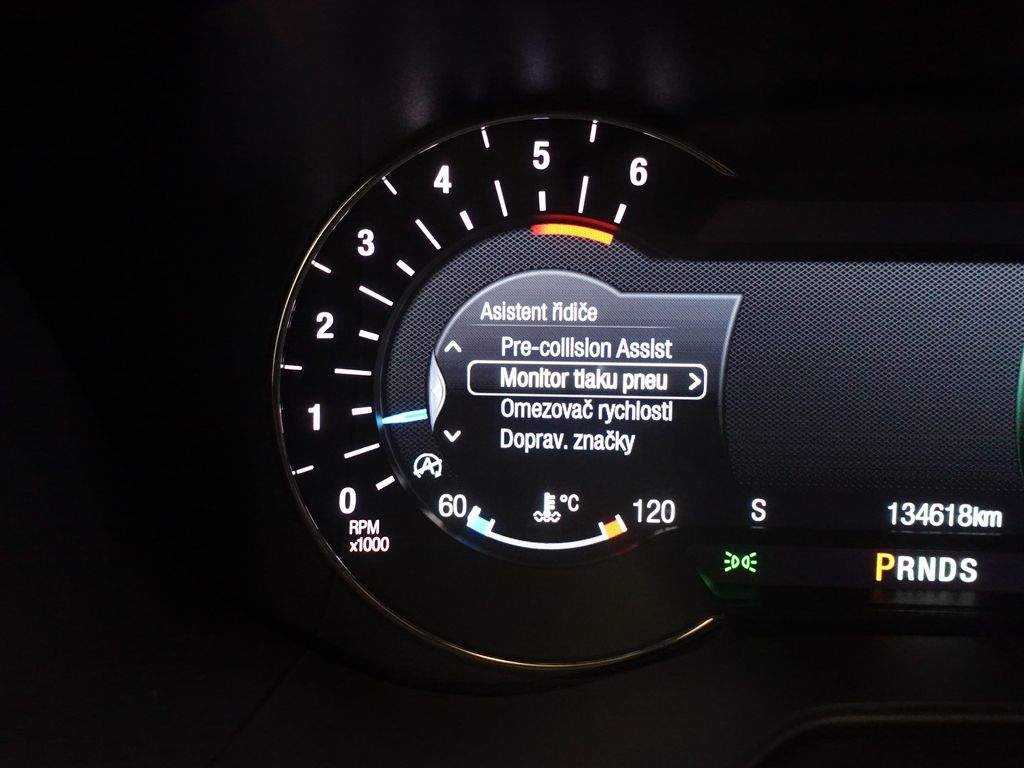 6
5
4
3
2
1
0
RPM
x1000
Asistent řidiče
Pre-collision Assist
Monitor tlaku pneu
Omezovač rychlosti
Doprav. značky
60 °C 120
S 134618km
PRNDS